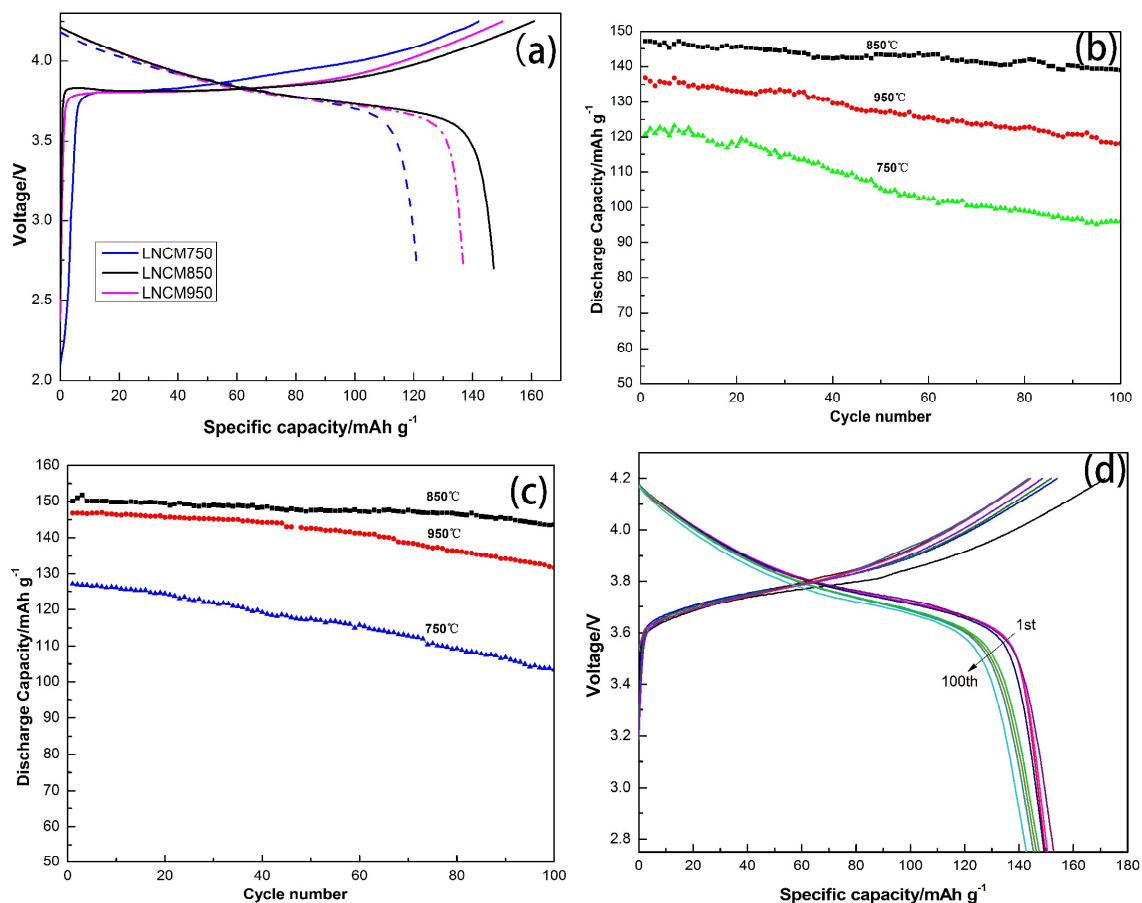 (a)
4.0
3.5
3.0
2.5
2.0
Voltage/V
LNCM750
LNCM850
LNCM950
0 20 40 60 80 100 120 140 160
Specific capacity/mAh g⁻¹
(b)
150
140
130
120
110
100
90
80
70
60
50
Discharge Capacity/mAh g⁻¹
850℃
950℃
750℃
0 20 40 60 80 100
Cycle number
(c)
160
150
140
130
120
110
100
90
80
70
60
50
Discharge Capacity/mAh g⁻¹
850℃
950℃
750℃
0 20 40 60 80 100
Cycle number
(d)
4.2
4.0
3.8
3.6
3.4
3.2
3.0
2.8
Voltage/V
1st
100th
0 20 40 60 80 100 120 140 160 180
Specific capacity/mAh g⁻¹